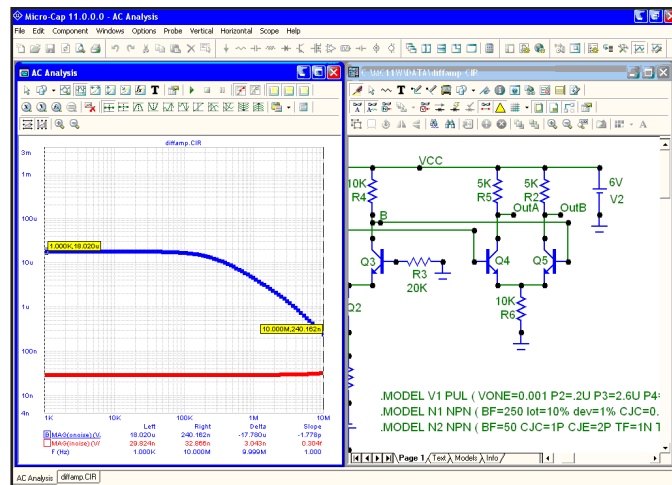 Micro-Cap 11.0.0.0 - AC Analysis
File Edit Component Windows Options Probe Vertical Horizontal Scope Help
AC Analysis
C:\MC11W\DATA\diffamp.CIR
diffamp.CIR
3m
1m
100u
10u
1u
100n
10n
4n
1.000K,18.020u
10.000M,240.162n
1K 10K 100K 1M 10M
Left Right Delta Slope
MAG(onoise) (V/ 18.020u 240.162n -17.780u -1.778p
MAG(inoise) (V/ 29.824n 32.866n 3.043n 0.304f
F (Hz) 1.000K 10.000M 9.999M 1.000
VCC
10K
R4
5K
R5
5K
R2
6V
V2
OutA
OutB
B
Q3
Q4
Q5
R3
20K
Q2
10K
R6
.MODEL V1 PUL ( VONE=0.001 P2=.2U P3=2.6U P4=
.MODEL N1 NPN ( BF=250 lot=10% dev=1% CJC=0.
.MODEL N2 NPN ( BF=50 CJC=1P CJE=2P TF=1N T
Page 1 Text Models Info
AC Analysis diffamp.CIR